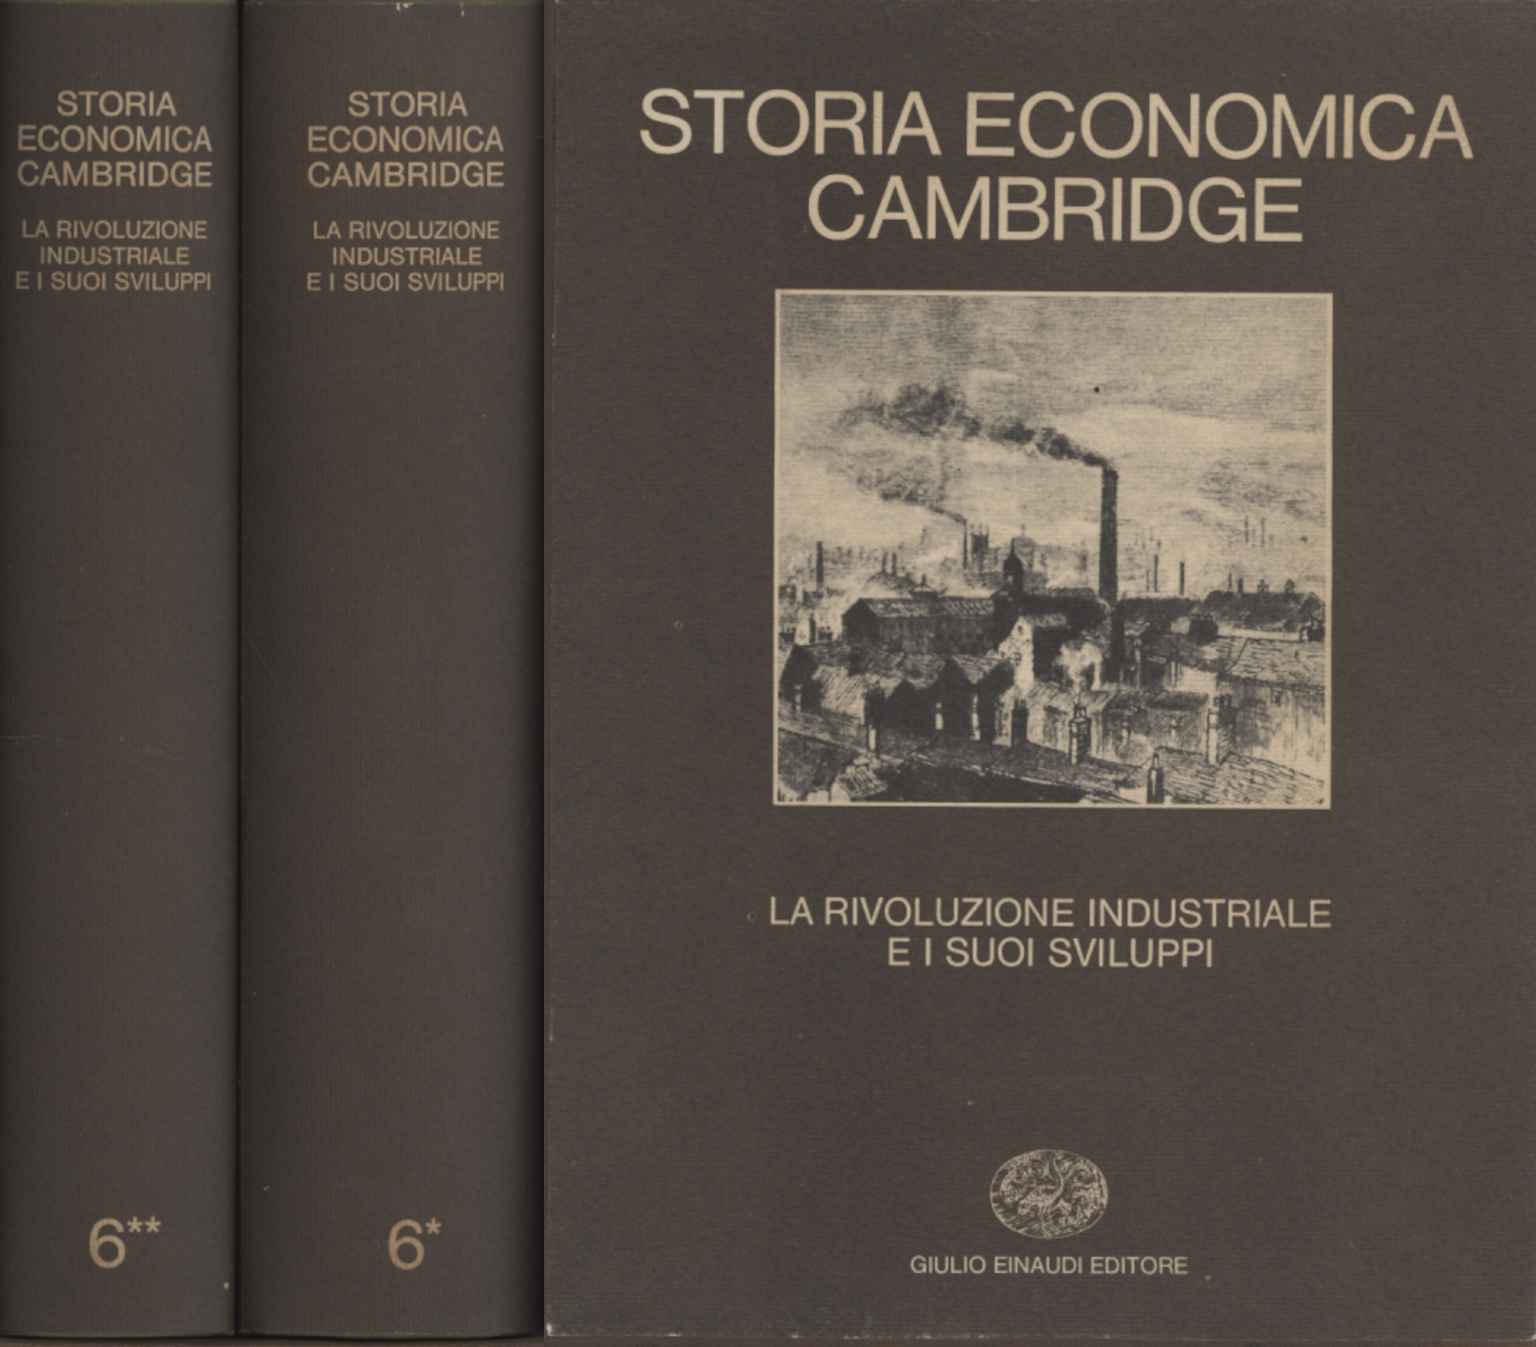 STORIA
ECONOMICA
CAMBRIDGE
LA RIVOLUZIONE
INDUSTRIALE
E I SUOI SVILUPPI
6**
STORIA
ECONOMICA
CAMBRIDGE
LA RIVOLUZIONE
INDUSTRIALE
E I SUOI SVILUPPI
6*
STORIA ECONOMICA
CAMBRIDGE
LA RIVOLUZIONE INDUSTRIALE
E I SUOI SVILUPPI
GIULIO EINAUDI EDITORE